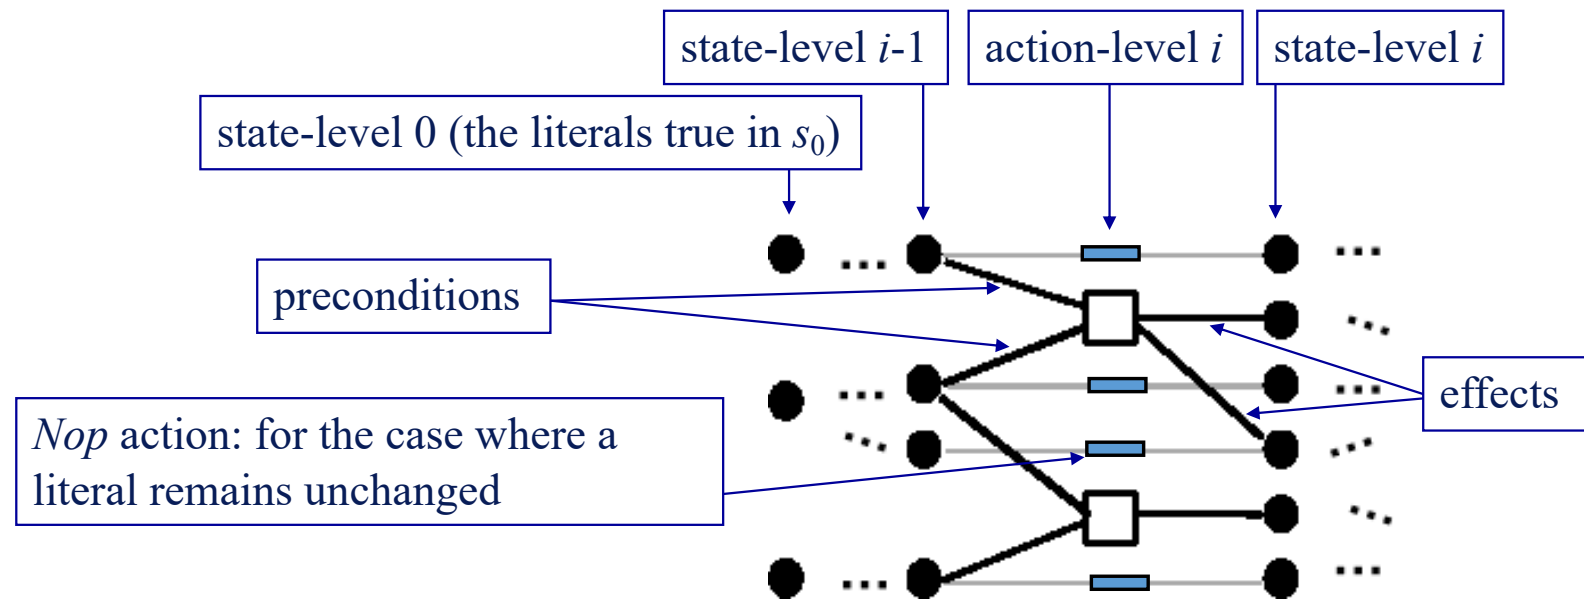 state-level i-1
action-level i
state-level i
state-level 0 (the literals true in s₀)
preconditions
effects
Nop action: for the case where a
literal remains unchanged